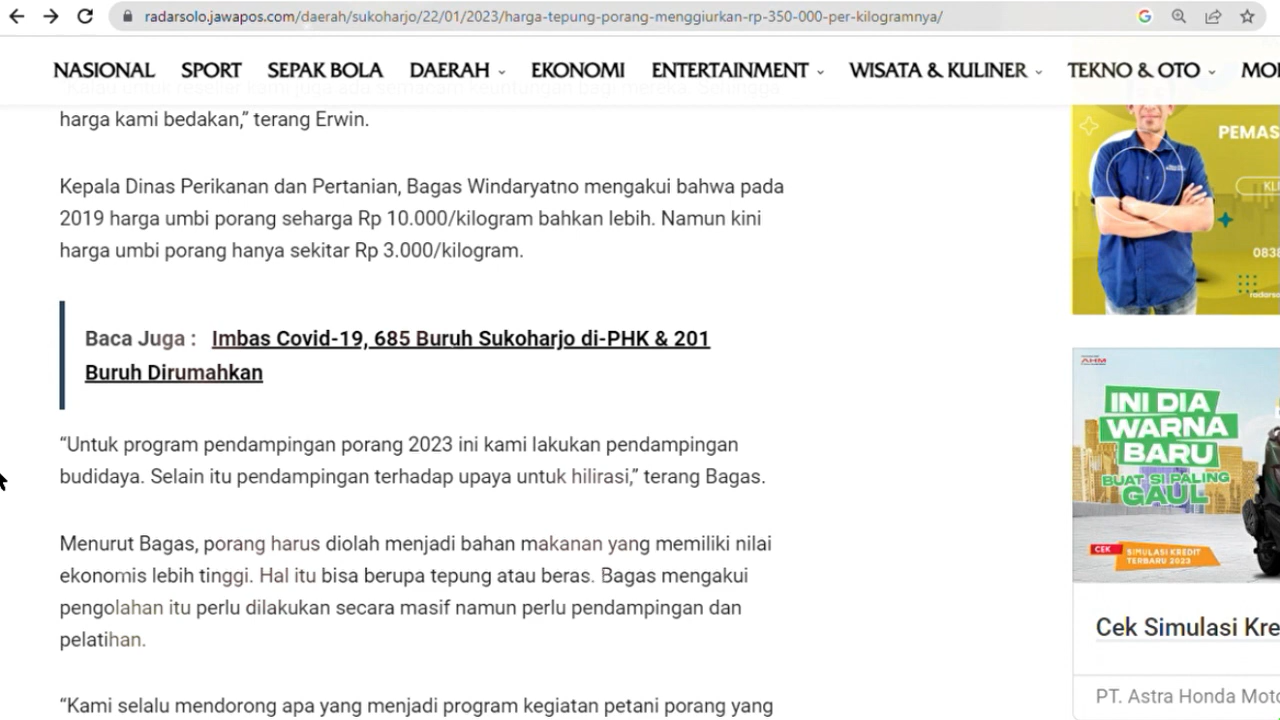 radarsolo.jawapos.com/daerah/sukoharjo/22/01/2023/harga-tepung-porang-menggiurkan-rp-350-000-per-kilogramnya/
NASIONAL SPORT SEPAK BOLA DAERAH EKONOMI ENTERTAINMENT WISATA & KULINER TEKNO & OTO
harga kami bedakan,” terang Erwin.
Kepala Dinas Perikanan dan Pertanian, Bagas Windaryatno mengakui bahwa pada
2019 harga umbi porang seharga Rp 10.000/kilogram bahkan lebih. Namun kini
harga umbi porang hanya sekitar Rp 3.000/kilogram.
Baca Juga : Imbas Covid-19, 685 Buruh Sukoharjo di-PHK & 201
Buruh Dirumahkan
“Untuk program pendampingan porang 2023 ini kami lakukan pendampingan
budidaya. Selain itu pendampingan terhadap upaya untuk hilirasi,” terang Bagas.
Menurut Bagas, porang harus diolah menjadi bahan makanan yang memiliki nilai
ekonomis lebih tinggi. Hal itu bisa berupa tepung atau beras. Bagas mengakui
pengolahan itu perlu dilakukan secara masif namun perlu pendampingan dan
pelatihan.
“Kami selalu mendorong apa yang menjadi program kegiatan petani porang yang
PEMAS
KLI
0838
radarso
AHM
INI DIA
WARNA
BARU
BUAT SI PALING
GAUL
CEK SIMULASI KREDIT
TERBARU 2023
Cek Simulasi Kre
PT. Astra Honda Moto